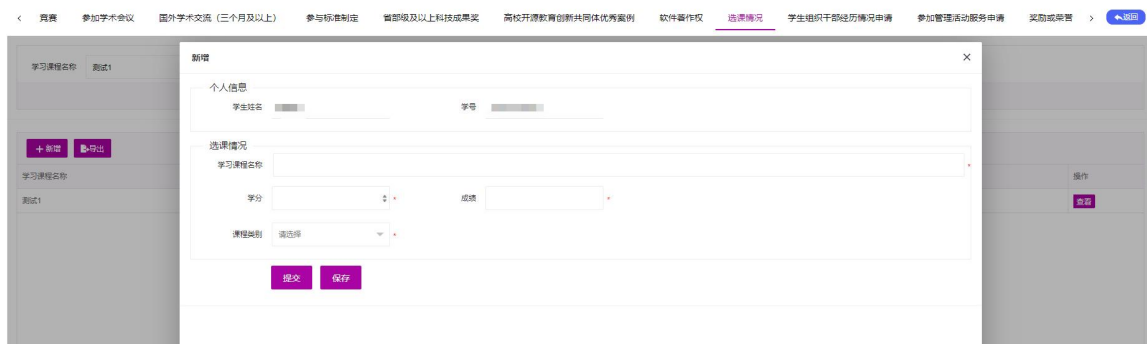 竞赛 参加学术会议 国外学术交流（三个月及以上） 参与标准制定 省部级及以上科技成果奖 高校开源教育创新共同体优秀案例 软件著作权 选课情况 学生组织干部经历情况申请 参加管理活动服务申请 奖励或荣誉 返回
学习课程名称 测试1
新增 ×
个人信息
学生姓名 学号
+新增 导出
选课情况
学习课程名称 *
学习课程名称 操作
学分 * 成绩 *
测试1 查看
课程类别 请选择 *
提交 保存